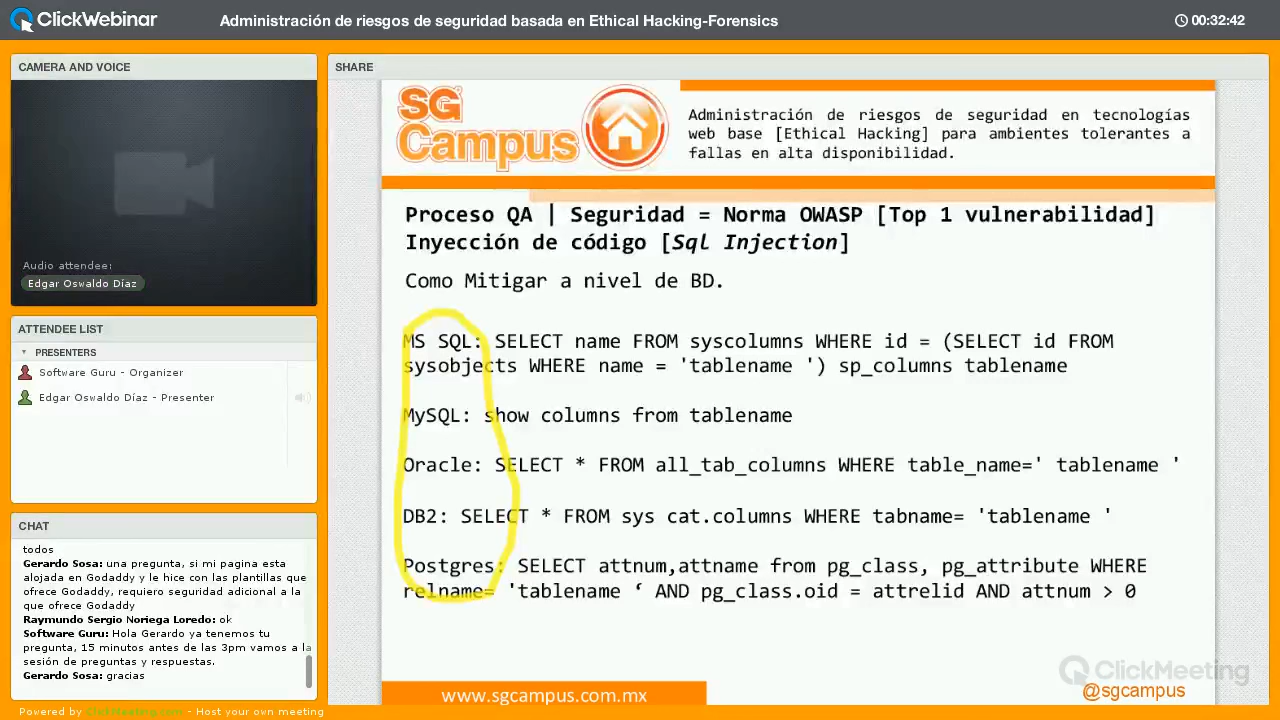 ClickWebinar
Administración de riesgos de seguridad basada en Ethical Hacking-Forensics
00:32:42
CAMERA AND VOICE
Audio attendee:
Edgar Oswaldo Díaz
ATTENDEE LIST
PRESENTERS
Software Guru - Organizer
Edgar Oswaldo Díaz - Presenter
CHAT
todos
Gerardo Sosa: una pregunta, si mi pagina esta
alojada en Godaddy y le hice con las plantillas que
ofrece Godaddy, requiero seguridad adicional a la
que ofrece Godaddy
Raymundo Sergio Noriega Loredo: ok
Software Guru: Hola Gerardo ya tenemos tu
pregunta, 15 minutos antes de las 3pm vamos a la
sesión de preguntas y respuestas.
Gerardo Sosa: gracias
Powered by ClickMeeting.com - Host your own meeting
SHARE
SG
Campus
Administración de riesgos de seguridad en tecnologías
web base [Ethical Hacking] para ambientes tolerantes a
fallas en alta disponibilidad.
Proceso QA | Seguridad = Norma OWASP [Top 1 vulnerabilidad]
Inyección de código [Sql Injection]
Como Mitigar a nivel de BD.
MS SQL: SELECT name FROM syscolumns WHERE id = (SELECT id FROM
sysobjects WHERE name = 'tablename ') sp_columns tablename
MySQL: show columns from tablename
Oracle: SELECT * FROM all_tab_columns WHERE table_name=' tablename '
DB2: SELECT * FROM sys cat.columns WHERE tabname= 'tablename '
Postgres: SELECT attnum,attname from pg_class, pg_attribute WHERE
relname= 'tablename ‘ AND pg_class.oid = attrelid AND attnum > 0
www.sgcampus.com.mx
ClickMeeting
@sgcampus